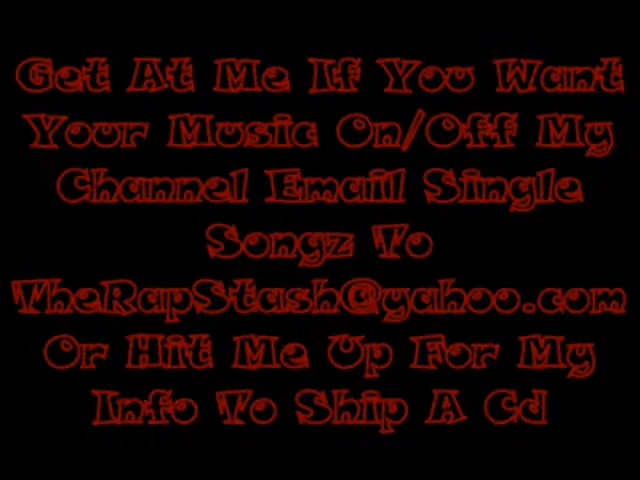 Get At Me If You Want
Your Music On/Off My
Channel Email Single
Songz To
TheRapStash@yahoo.com
Or Hit Me Up For My
Info To Ship A Cd